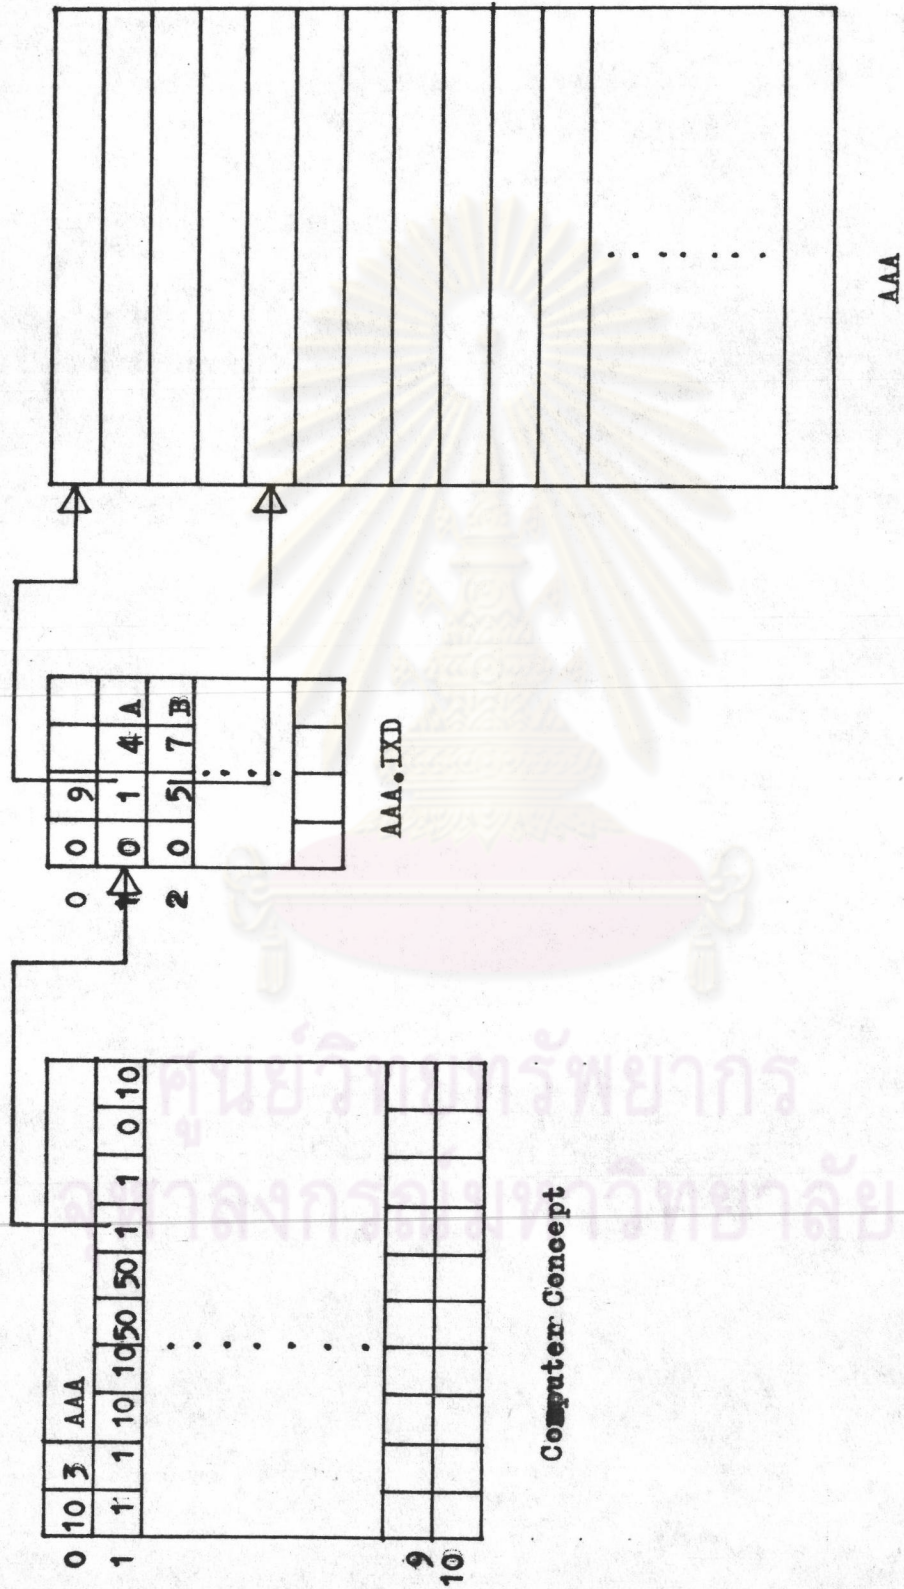 0 10 3 AAA
1 1 1 10 10 50 50 1 1 0 10
9
10
Computer Concept
0 0 9
1 0 1 4 A
2 0 5 7 B
AAA.IXD
AAA
ศูนย์วิทยทรัพยากร
จุฬาลงกรณ์มหาวิทยาลัย